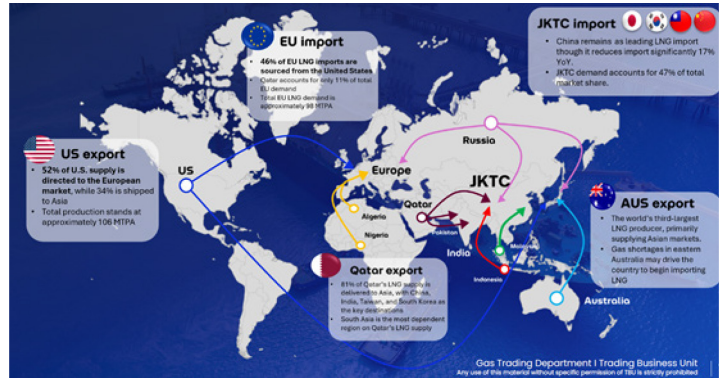 EU import
• 46% of EU LNG imports are
sourced from the United States
• Qatar accounts for only 11% of total
EU demand
• Total EU LNG demand is
approximately 98 MTPA
JKTC import
• China remains as leading LNG import
though it reduces import significantly 17%
YoY.
• JKTC demand accounts for 47% of total
market share.
US export
• 52% of U.S. supply is
directed to the European
market, while 34% is shipped
to Asia
• Total production stands at
approximately 106 MTPA
US
Europe
Russia
JKTC
Algeria
Nigeria
Qatar
Pakistan
India
Malaysia
Indonesia
Australia
AUS export
• The world's third-largest
LNG producer, primarily
supplying Asian markets.
• Gas shortages in eastern
Australia may drive the
country to begin importing
LNG
Qatar export
• 81% of Qatar's LNG supply is
delivered to Asia, with China,
India, Taiwan, and South Korea as
the key destinations
• South Asia is the most dependent
region on Qatar's LNG supply
Gas Trading Department I Trading Business Unit
Any use of this material without specific permission of TBU is strictly prohibited